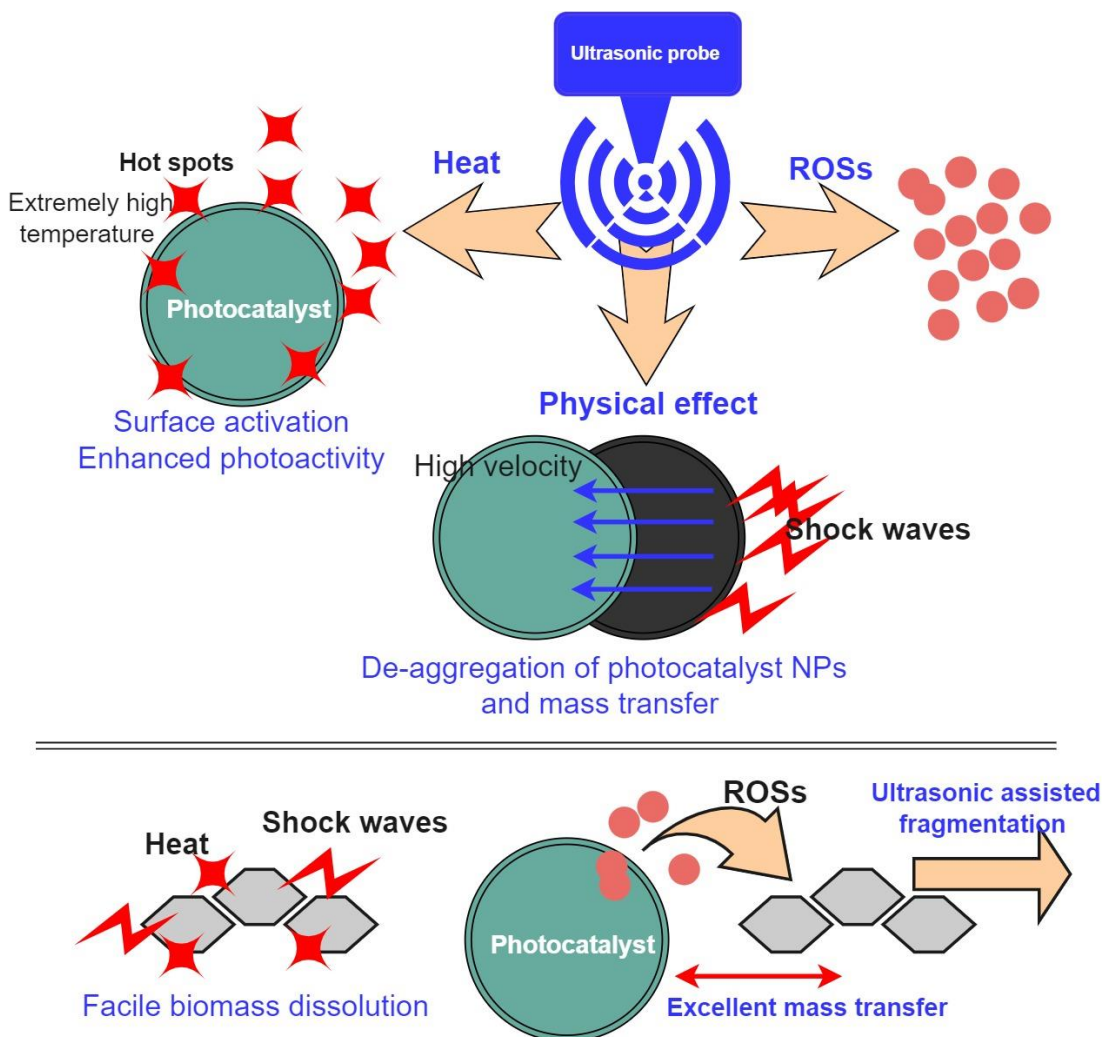 Ultrasonic probe
Heat
ROSs
Hot spots
Extremely high
temperature
Photocatalyst
Surface activation
Enhanced photoactivity
Physical effect
High velocity
Shock waves
De-aggregation of photocatalyst NPs
and mass transfer
Heat
Shock waves
Facile biomass dissolution
ROSs
Ultrasonic assisted
fragmentation
Photocatalyst
Excellent mass transfer